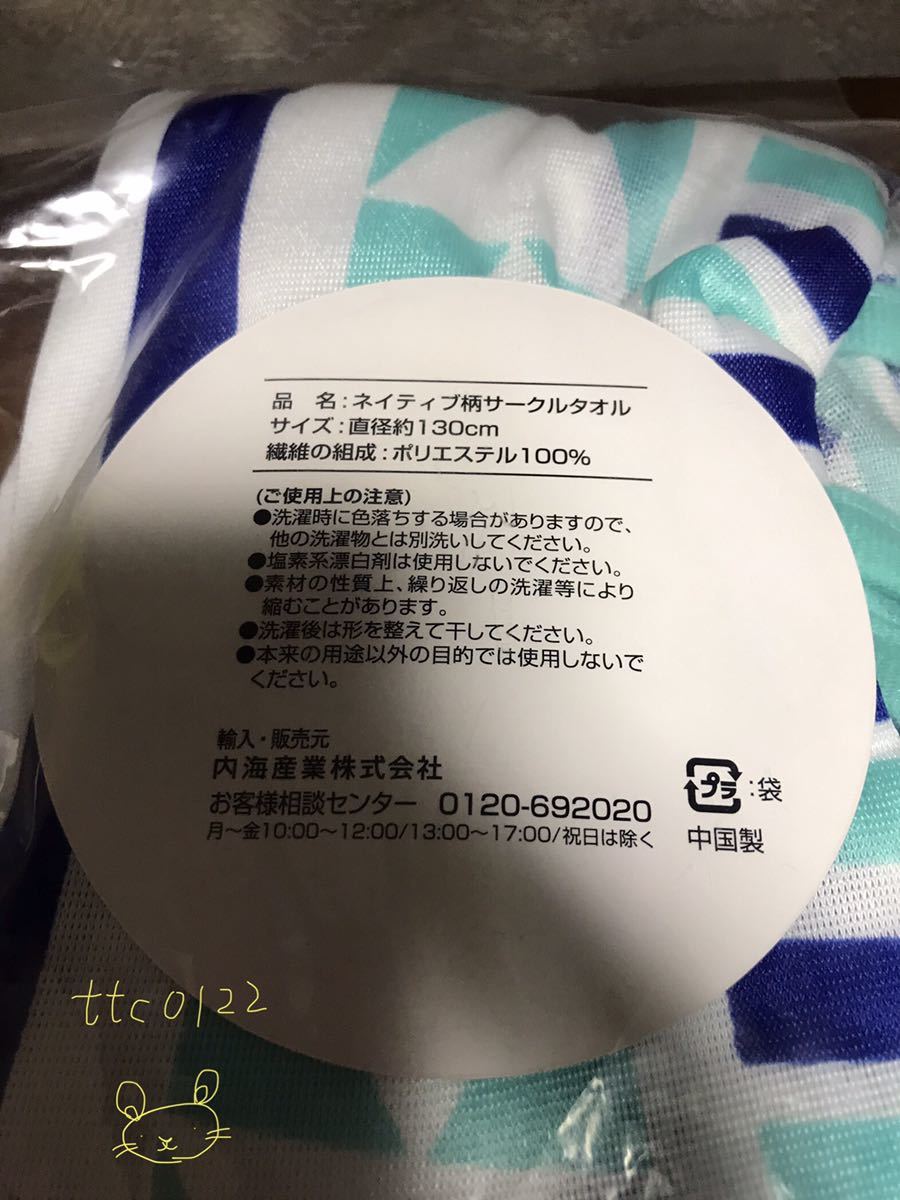 品　名：ネイティブ柄サークルタオル
サイズ：直径約130cm
繊維の組成：ポリエステル100%
(ご使用上の注意)
●洗濯時に色落ちする場合がありますので、
他の洗濯物とは別洗いしてください。
●塩素系漂白剤は使用しないでください。
●素材の性質上、繰り返しの洗濯等により
縮むことがあります。
●洗濯後は形を整えて干してください。
●本来の用途以外の目的では使用しないで
ください。
輸入・販売元
内海産業株式会社
お客様相談センター 0120-692020
月〜金10:00〜12:00/13:00〜17:00/祝日は除く
プラ:袋
中国製
ttc0122